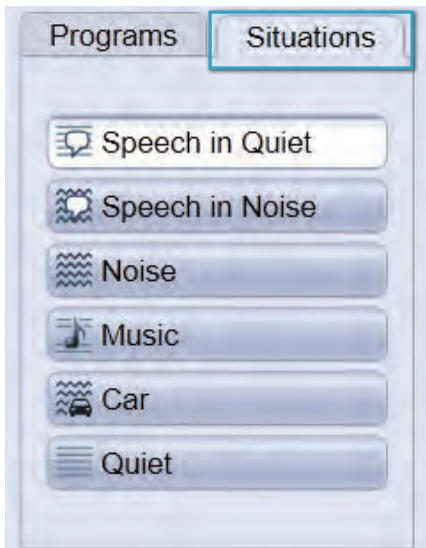 Programs Situations
Speech in Quiet
Speech in Noise
Noise
Music
Car
Quiet